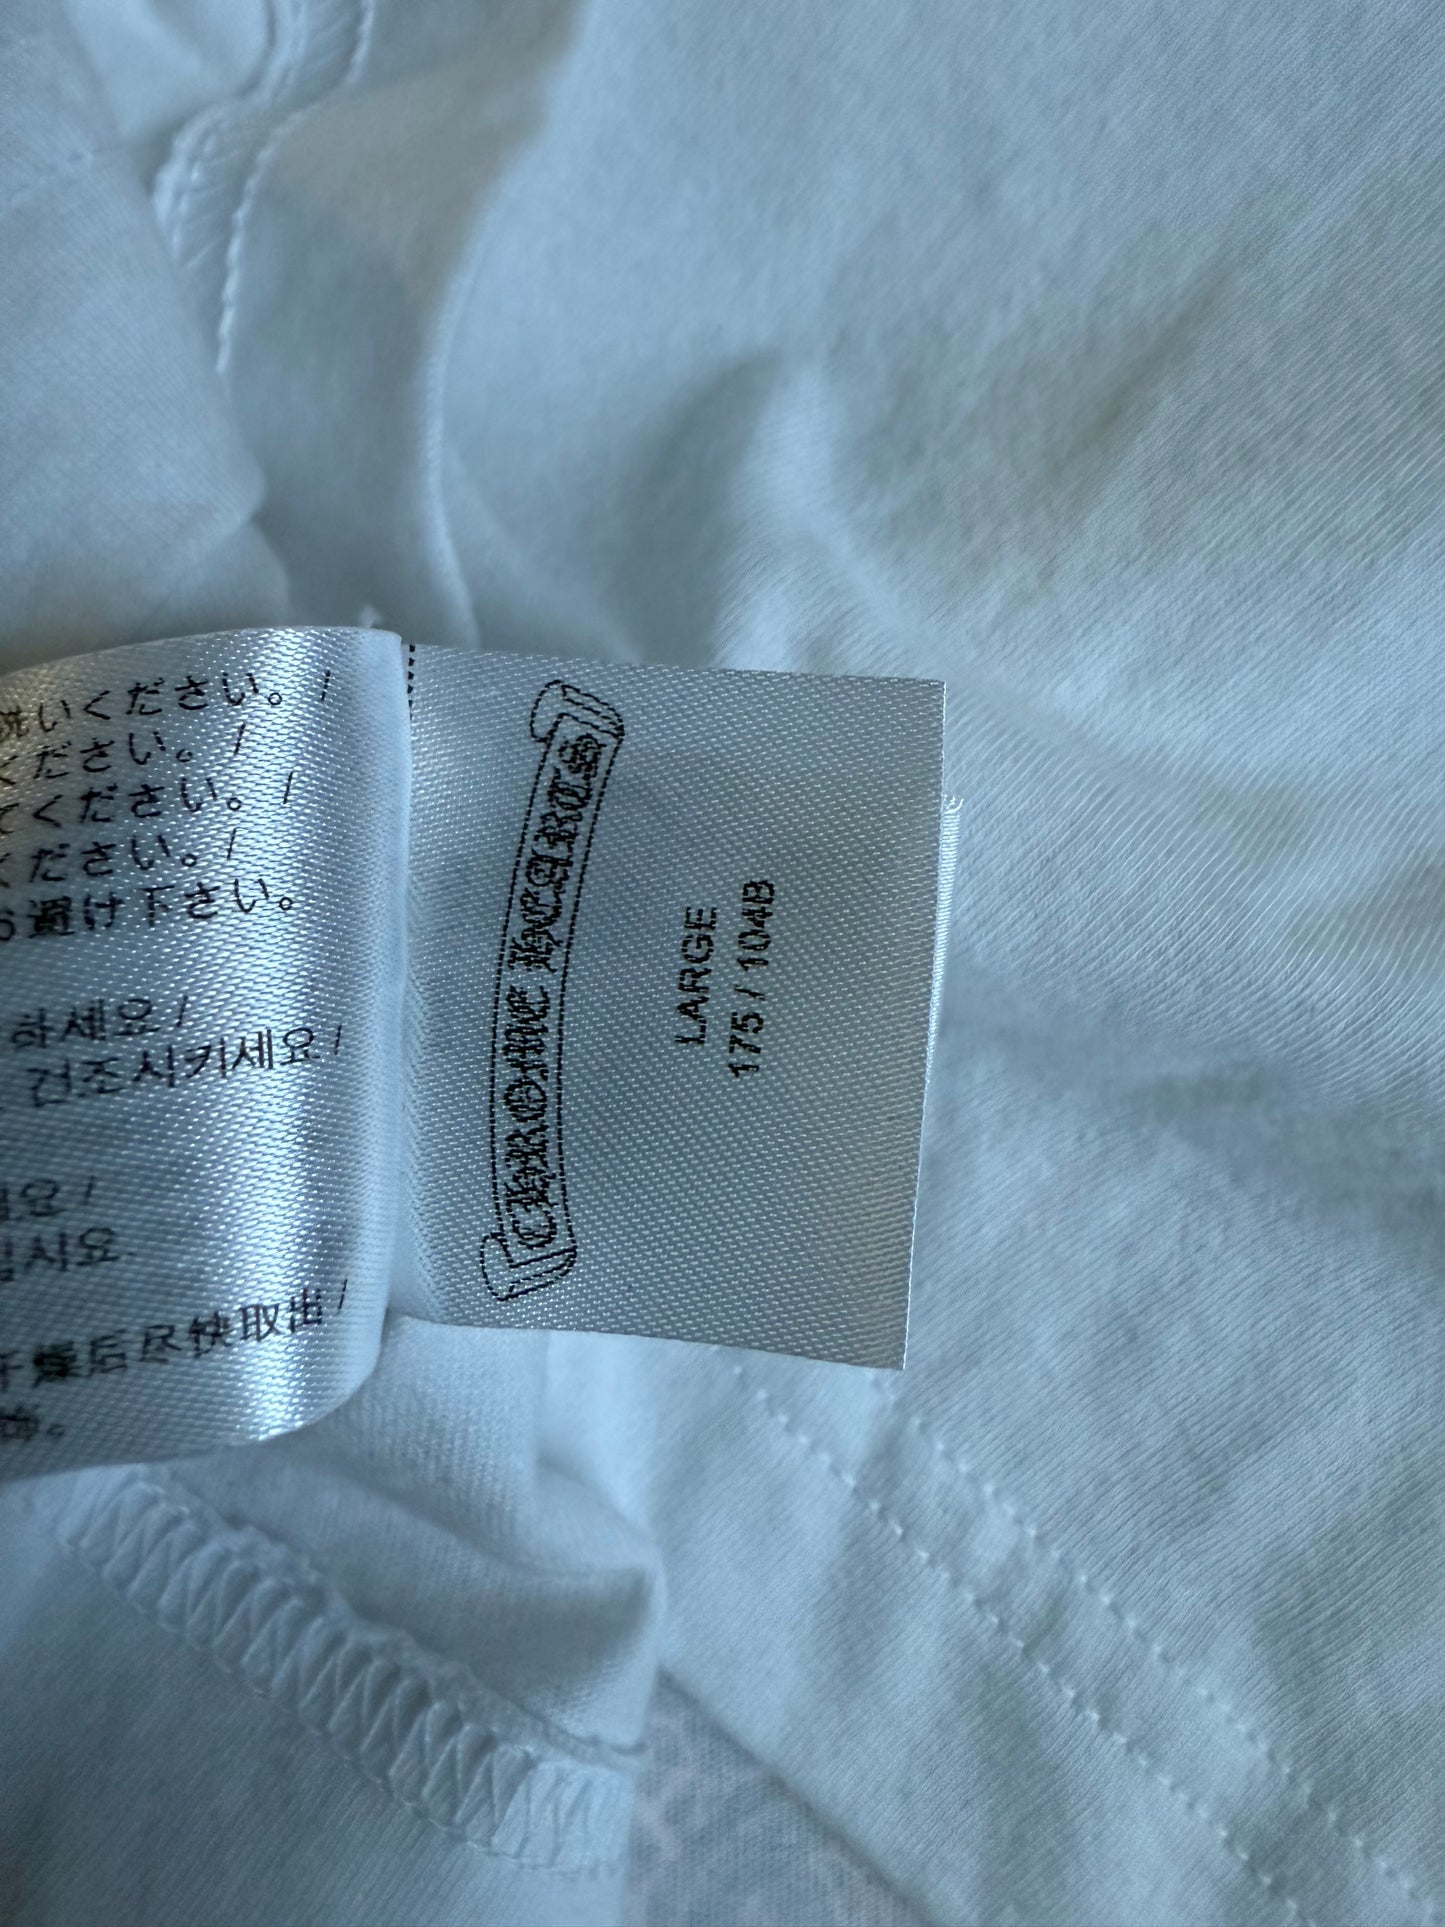 洗いください。/
ください。/
てください。/
ください。/
お避け下さい。
하세요 /
건조시키세요 /
세요 /
십시오.
干燥后尽快取出 /
CHROME HEARTS
LARGE
175 / 104B